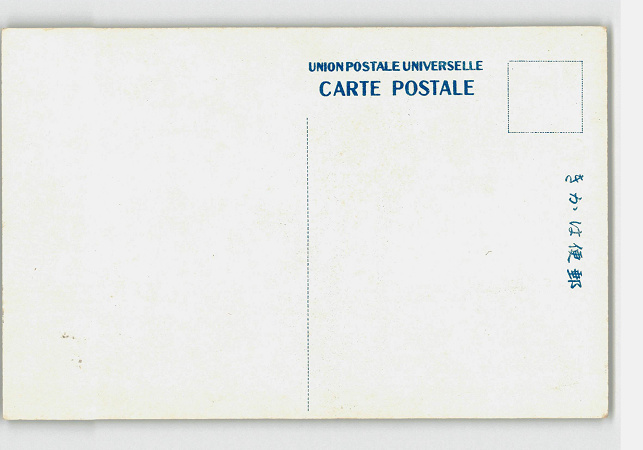 UNION POSTALE UNIVERSELLE
CARTE POSTALE
きかは便郵